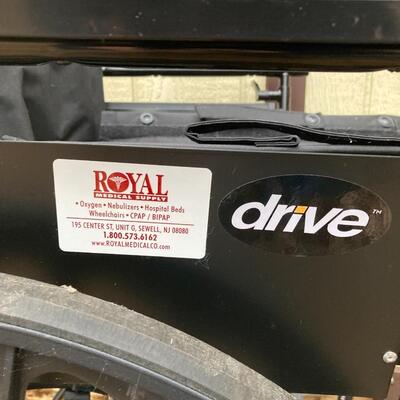 ROYAL
MEDICAL SUPPLY
• Oxygen • Nebulizers • Hospital Beds
Wheelchairs • CPAP / BIPAP
195 CENTER ST, UNIT G, SEWELL, NJ 08080
1.800.573.6162
www.ROYALMEDICALCO.com
drive™